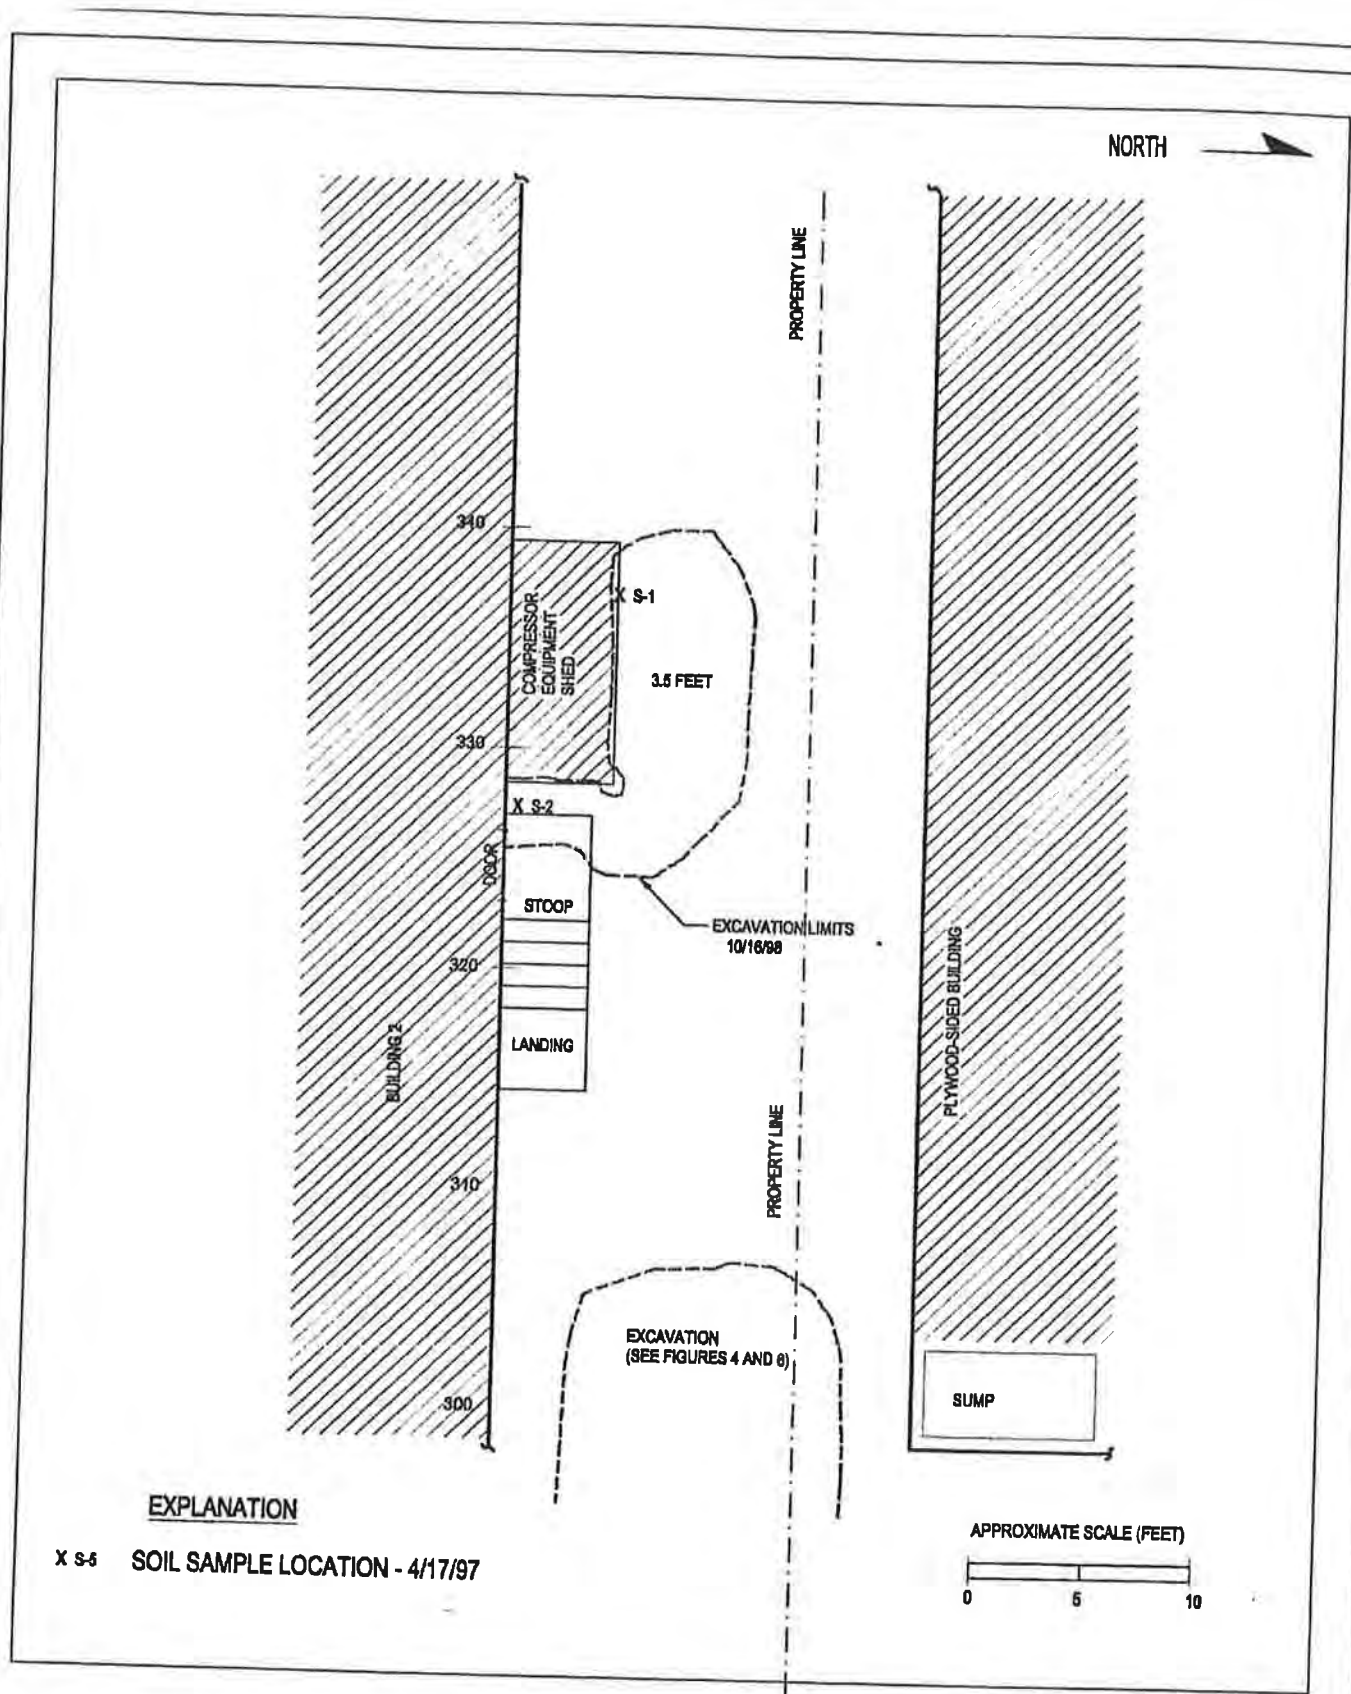 NORTH
PROPERTY LINE
340
COMPRESSOR
EQUIPMENT
SHED
X S-1
3.5 FEET
330
X S-2
DOOR
STOOP
EXCAVATION LIMITS
10/16/98
320
LANDING
BUILDING 2
PLYWOOD-SIDED BUILDING
PROPERTY LINE
310
EXCAVATION
(SEE FIGURES 4 AND 6)
300
SUMP
EXPLANATION
X S-5 SOIL SAMPLE LOCATION - 4/17/97
APPROXIMATE SCALE (FEET)
0 5 10